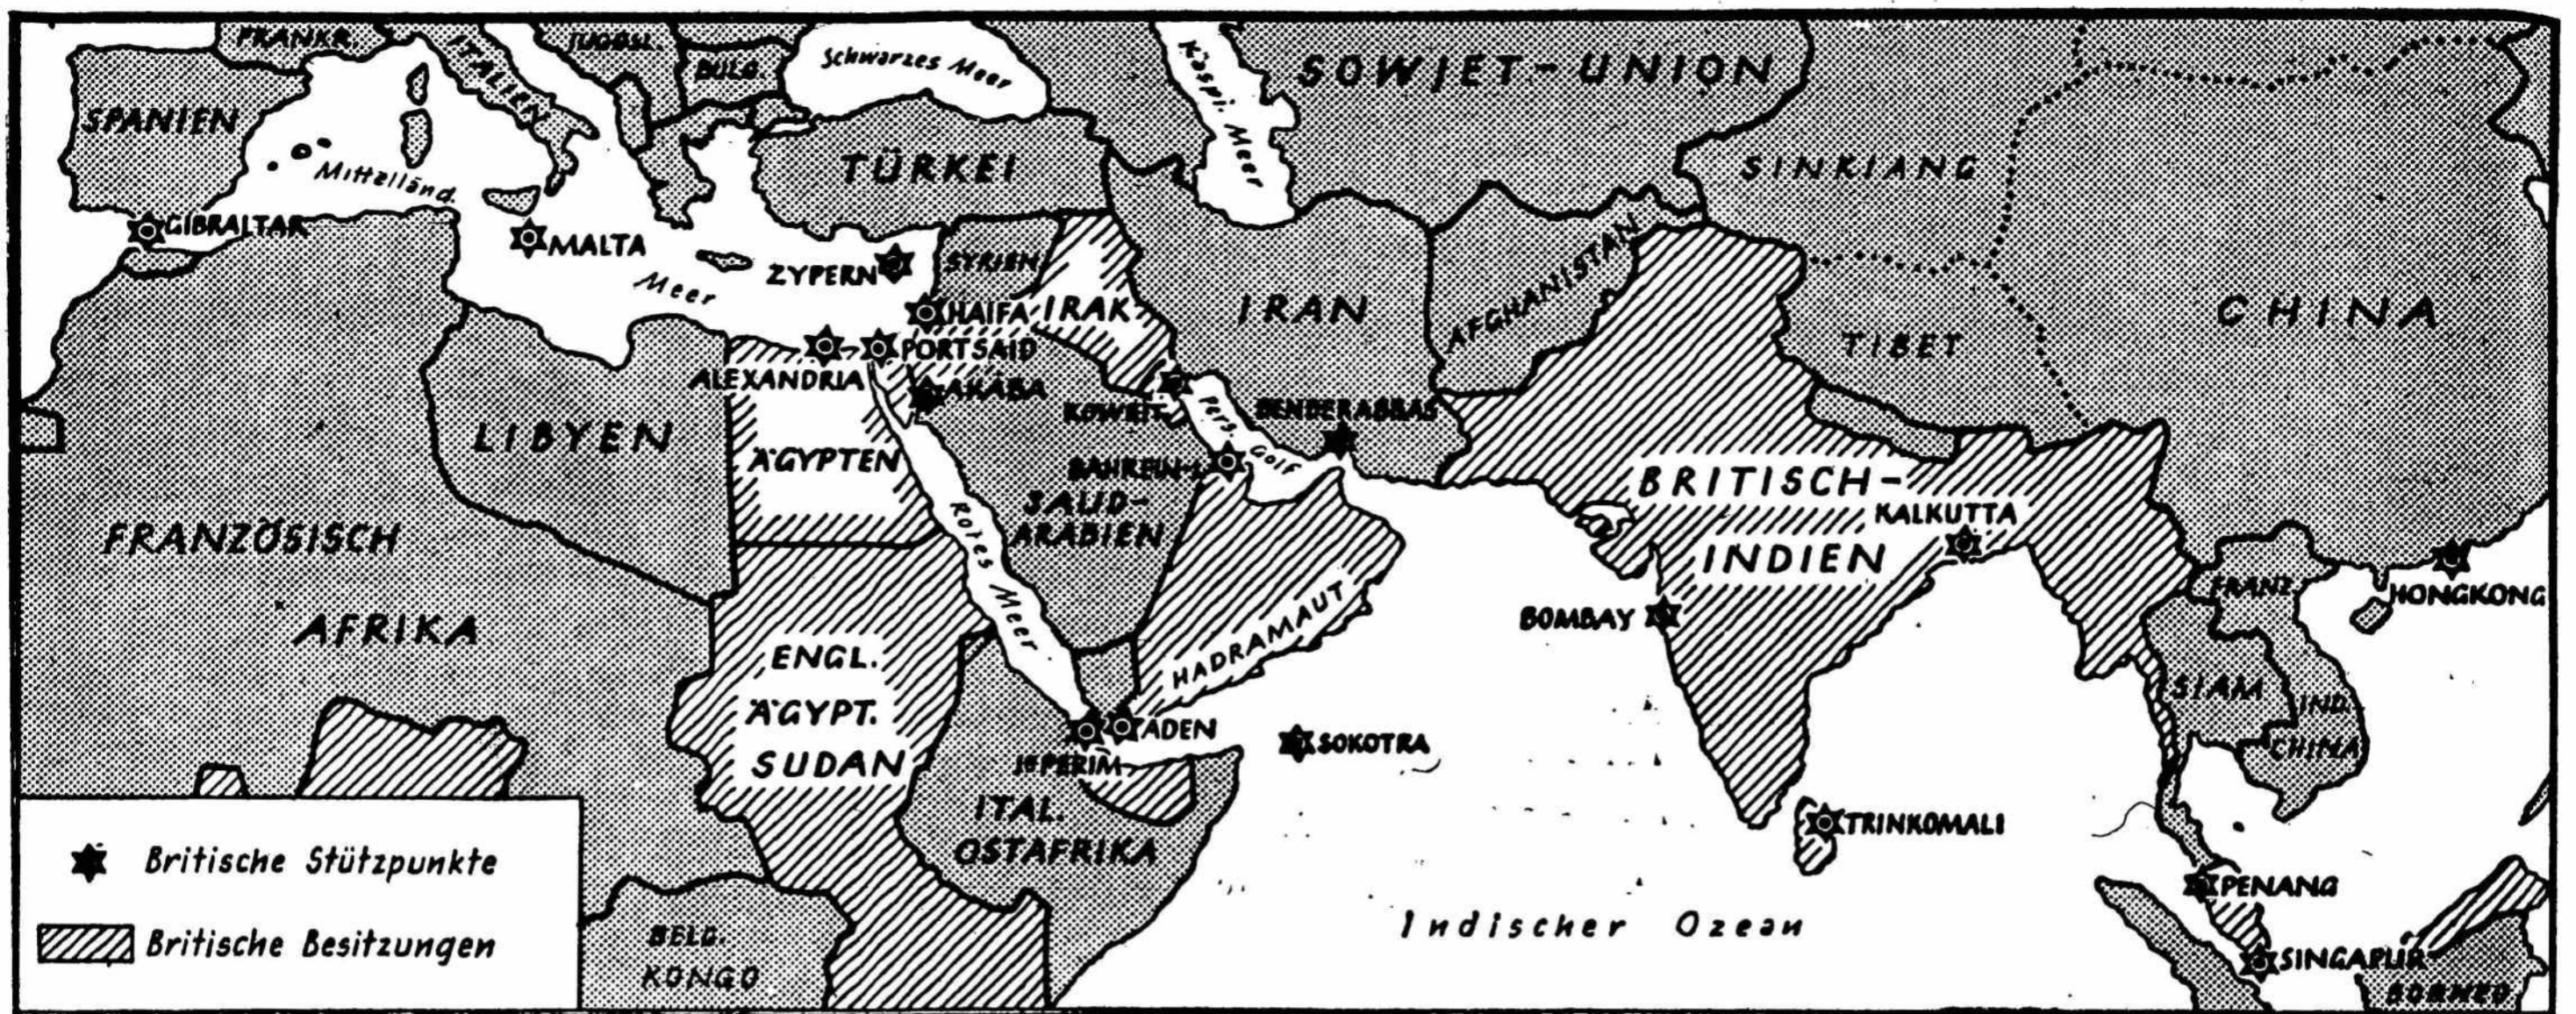 FRANKR.
ITALIEN
JUGOSL.
BULG.
Schwarzes Meer
Kaspi. Meer
SOWJET-UNION
SPANIEN
Mittelländ.
Meer
TÜRKEI
SINKIANG
GIBRALTAR
MALTA
ZYPERN
SYRIEN
HAIFA
IRAK
IRAN
AFGHANISTAN
TIBET
CHINA
PORT SAID
ALEXANDRIA
AKABA
KOWEIT
Pers. Golf
BENDERABBAS
LIBYEN
ÄGYPTEN
BAHREIN-I.
SAUD-
ARABIEN
Rotes Meer
BRITISCH-
INDIEN
KALKUTTA
FRANZÖSISCH
AFRIKA
HADRAMAUT
BOMBAY
FRANZ.
IND.
CHINA
HONGKONG
SIAM
ENGL.
ÄGYPT.
SUDAN
ADEN
PERIM
SOKOTRA
ITAL.
OSTAFRIKA
TRINKOMALI
PENANG
SINGAPUR
BORNEO
Indischer Ozean
BELG.
KONGO
Britische Stützpunkte
Britische Besitzungen